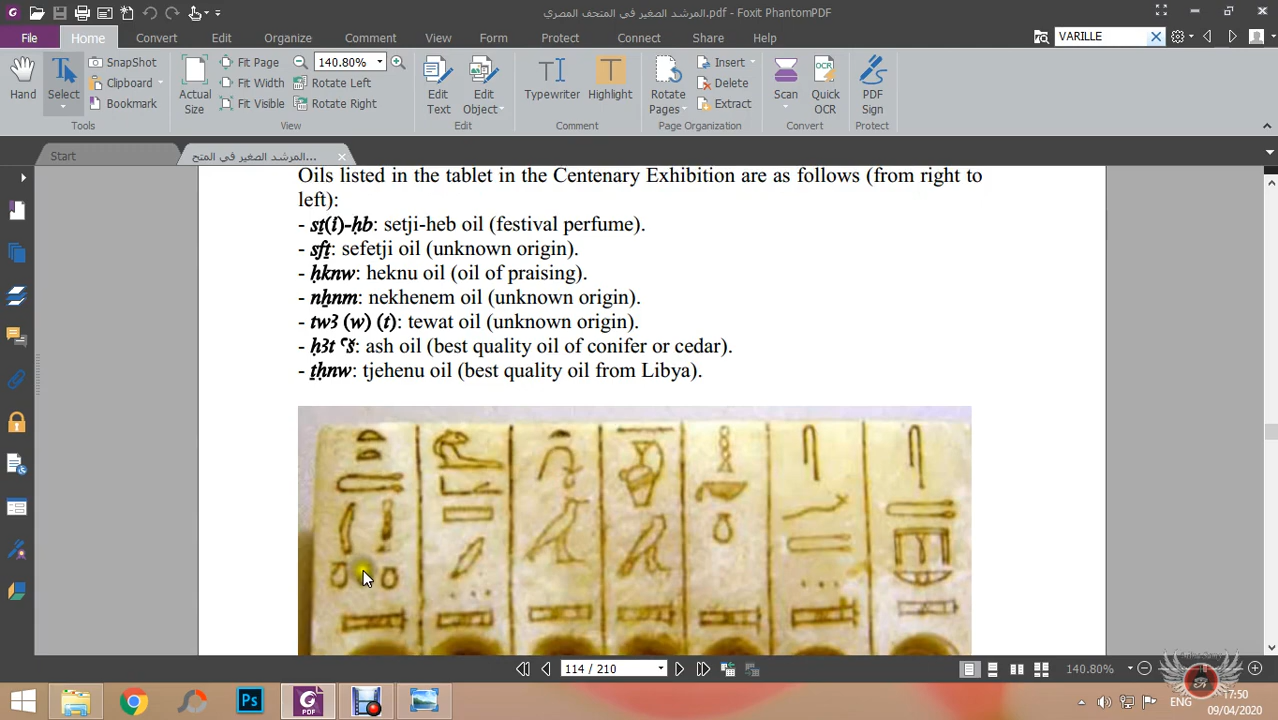 المرشد الصغير في المتحف المصري.pdf - Foxit PhantomPDF
File Home Convert Edit Organize Comment View Form Protect Connect Share Help VARILLE
Hand Select SnapShot Clipboard Bookmark Actual Size Fit Page Fit Width Fit Visible 140.80% Rotate Left Rotate Right Edit Text Edit Object Typewriter Highlight Rotate Pages Insert Delete Extract Scan Quick OCR PDF Sign
Tools View Edit Comment Page Organization Convert Protect
Start المرشد الصغير في المتح...
Oils listed in the tablet in the Centenary Exhibition are as follows (from right to
left):
- sṯ(i)-ḥb: setji-heb oil (festival perfume).
- sfṯ: sefetji oil (unknown origin).
- ḥknw: heknu oil (oil of praising).
- nẖnm: nekhenem oil (unknown origin).
- twꜣ (w) (t): tewat oil (unknown origin).
- ḥꜣt ꜥš: ash oil (best quality oil of conifer or cedar).
- ṯḥnw: tjehenu oil (best quality oil from Libya).
114 / 210 140.80%
PDF Ps ENG 17:50
09/04/2020